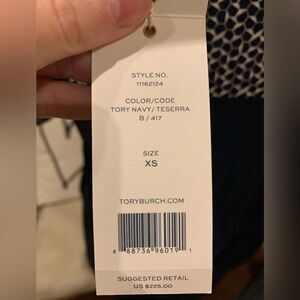 STYLE NO.
11162124
COLOR/CODE
TORY NAVY/ TESERRA
B / 417
SIZE
XS
TORYBURCH.COM
8 88736 96019 1
SUGGESTED RETAIL
US $225.00